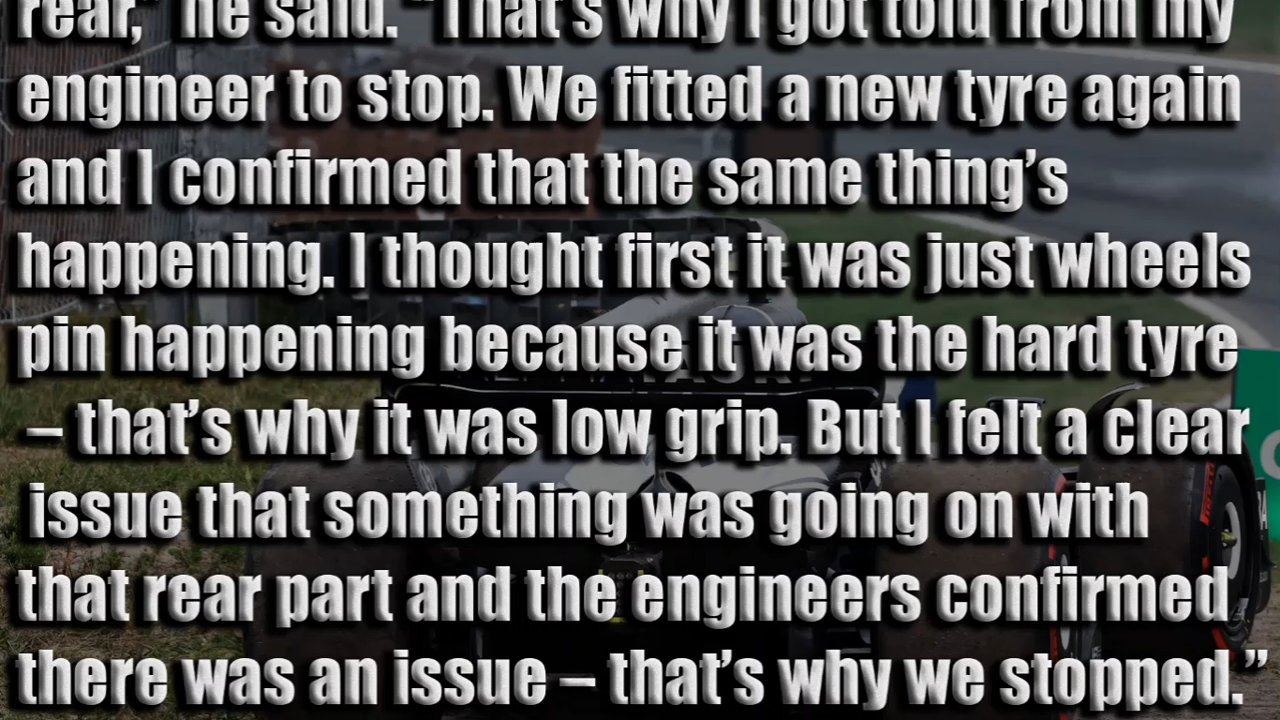 rear,” he said. “That’s why I got told from my
engineer to stop. We fitted a new tyre again
and I confirmed that the same thing’s
happening. I thought first it was just wheels
pin happening because it was the hard tyre
– that’s why it was low grip. But I felt a clear
issue that something was going on with
that rear part and the engineers confirmed
there was an issue – that’s why we stopped.”